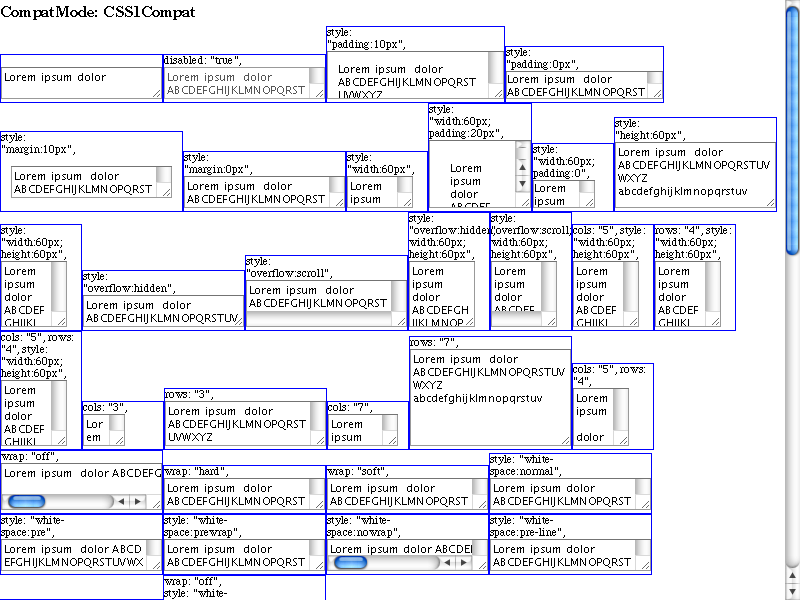 CompatMode: CSS1Compat
Lorem ipsum  dolor
disabled: "true",
Lorem ipsum  dolor
ABCDEFGHIJKLMNOPQRST
style:
"padding:10px",
Lorem ipsum  dolor
ABCDEFGHIJKLMNOPQRST
UVWXYZ
style:
"padding:0px",
Lorem ipsum  dolor
ABCDEFGHIJKLMNOPQRST
style:
"margin:10px",
Lorem ipsum  dolor
ABCDEFGHIJKLMNOPQRST
style:
"margin:0px",
Lorem ipsum  dolor
ABCDEFGHIJKLMNOPQRST
style:
"width:60px",
Lorem
ipsum
style:
"width:60px;
padding:20px",
Lorem
ipsum
dolor
ABCDEF
style:
"width:60px;
padding:0",
Lorem
ipsum
style:
"height:60px",
Lorem ipsum  dolor
ABCDEFGHIJKLMNOPQRSTUV
WXYZ
abcdefghijklmnopqrstuv
style:
"width:60px;
height:60px",
Lorem
ipsum
dolor
ABCDEF
GHIJKL
style:
"overflow:hidden",
Lorem ipsum  dolor
ABCDEFGHIJKLMNOPQRSTUV
style:
"overflow:scroll",
Lorem ipsum  dolor
ABCDEFGHIJKLMNOPQRST
style:
"overflow:hidden;
width:60px;
height:60px",
Lorem
ipsum
dolor
ABCDEFGH
IJKLMNOP
style:
"overflow:scroll;
width:60px;
height:60px",
Lorem
ipsum
dolor
ABCDEF
cols: "5", style:
"width:60px;
height:60px",
Lorem
ipsum
dolor
ABCDEF
GHIJKL
rows: "4", style:
"width:60px;
height:60px",
Lorem
ipsum
dolor
ABCDEF
GHIJKL
cols: "5", rows:
"4", style:
"width:60px;
height:60px",
Lorem
ipsum
dolor
ABCDEF
GHIJKL
cols: "3",
Lor
em
rows: "3",
Lorem ipsum  dolor
ABCDEFGHIJKLMNOPQRST
UVWXYZ
cols: "7",
Lorem
ipsum
rows: "7",
Lorem ipsum  dolor
ABCDEFGHIJKLMNOPQRSTUV
WXYZ
abcdefghijklmnopqrstuv
cols: "5", rows:
"4",
Lorem
ipsum
dolor
wrap: "off",
Lorem ipsum  dolor ABCDEFG
wrap: "hard",
Lorem ipsum  dolor
ABCDEFGHIJKLMNOPQRST
wrap: "soft",
Lorem ipsum  dolor
ABCDEFGHIJKLMNOPQRST
style: "white-
space:normal",
Lorem ipsum  dolor
ABCDEFGHIJKLMNOPQRST
style: "white-
space:pre",
Lorem ipsum  dolor ABCD
EFGHIJKLMNOPQRSTUVWX
style: "white-
space:prewrap",
Lorem ipsum  dolor
ABCDEFGHIJKLMNOPQRST
style: "white-
space:nowrap",
Lorem ipsum  dolor ABCDEI
style: "white-
space:pre-line",
Lorem ipsum  dolor
ABCDEFGHIJKLMNOPQRST
wrap: "off",
style: "white-